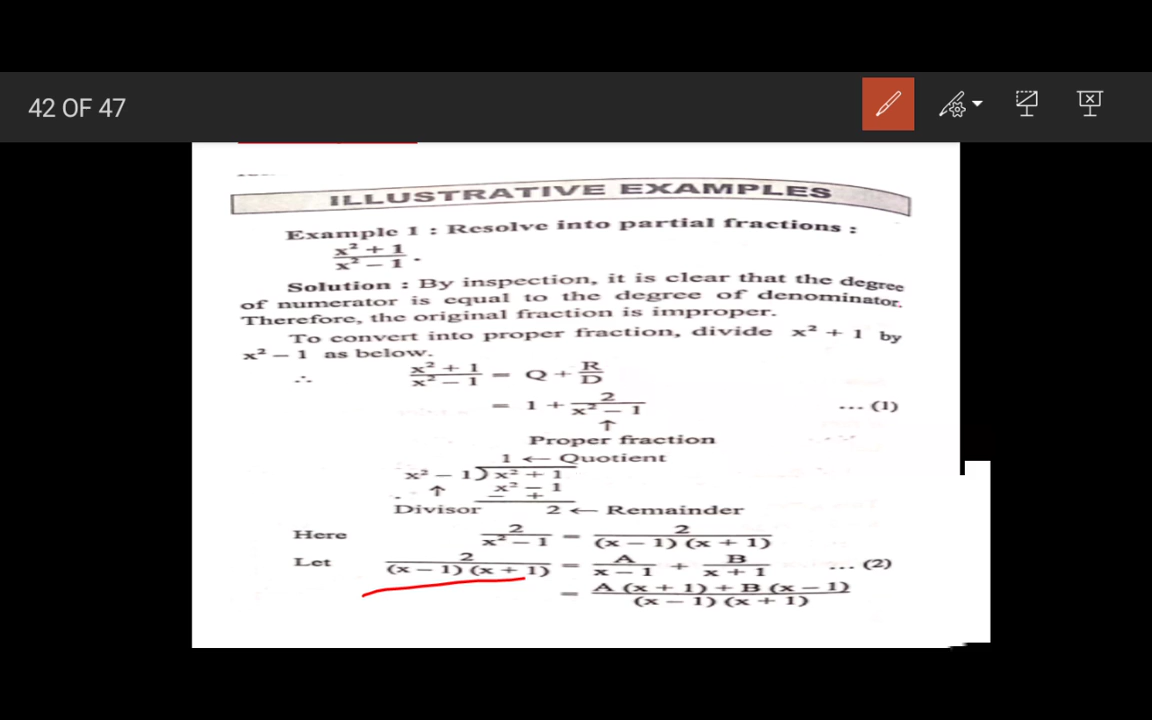 42 OF 47
ILLUSTRATIVE EXAMPLES
Example 1 : Resolve into partial fractions :
x² + 1
x² − 1 .
Solution : By inspection, it is clear that the degree
of numerator is equal to the degree of denominator.
Therefore, the original fraction is improper.
To convert into proper fraction, divide x² + 1 by
x² − 1 as below.
∴ (x² + 1)/(x² − 1) = Q + R/D
= 1 + 2/(x² − 1) ... (1)
↑
Proper fraction
1 ← Quotient
x² − 1) x² + 1
↑ x² − 1
− +
Divisor 2 ← Remainder
Here 2/(x² − 1) = 2/((x − 1) (x + 1))
Let 2/((x − 1) (x + 1)) = A/(x − 1) + B/(x + 1) ... (2)
= (A (x + 1) + B (x − 1))/((x − 1) (x + 1))